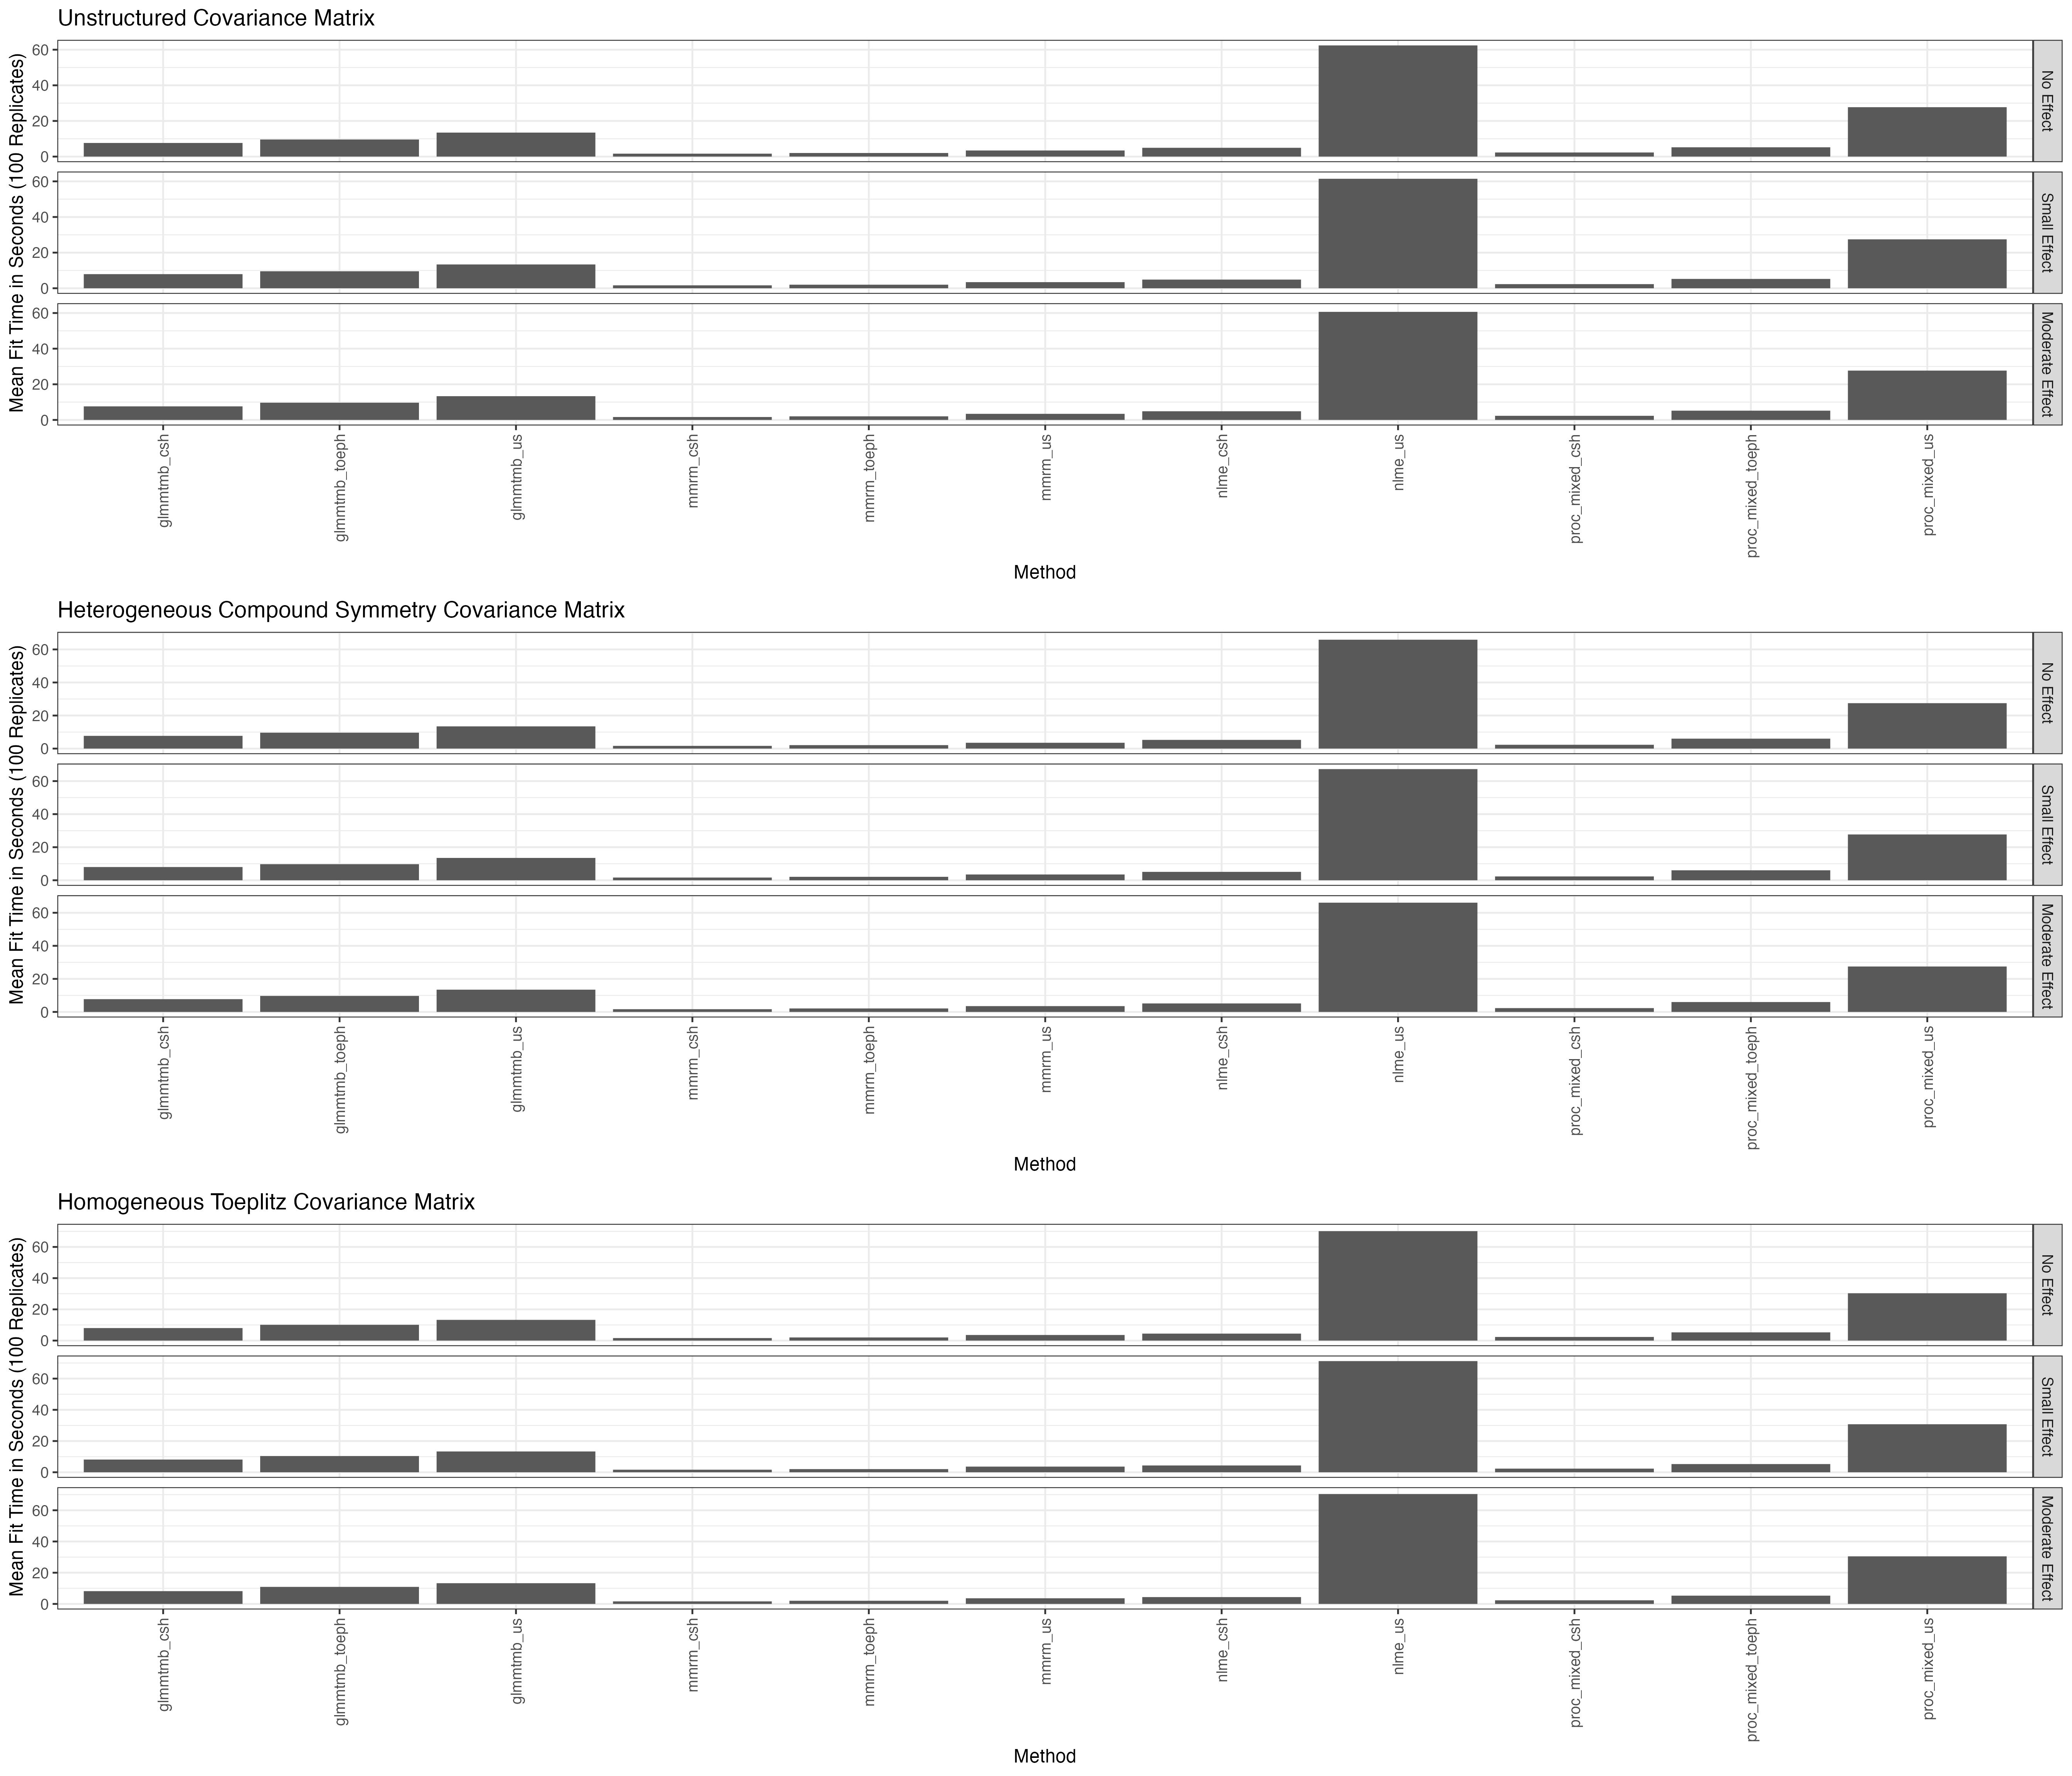 Unstructured Covariance Matrix
Mean Fit Time in Seconds (100 Replicates)
60
40
20
0
No Effect
60
40
20
0
Small Effect
60
40
20
0
Moderate Effect
glmmtmb_csh
glmmtmb_toeph
glmmtmb_us
mmrm_csh
mmrm_toeph
mmrm_us
nlme_csh
nlme_us
proc_mixed_csh
proc_mixed_toeph
proc_mixed_us
Method
Heterogeneous Compound Symmetry Covariance Matrix
Mean Fit Time in Seconds (100 Replicates)
60
40
20
0
No Effect
60
40
20
0
Small Effect
60
40
20
0
Moderate Effect
glmmtmb_csh
glmmtmb_toeph
glmmtmb_us
mmrm_csh
mmrm_toeph
mmrm_us
nlme_csh
nlme_us
proc_mixed_csh
proc_mixed_toeph
proc_mixed_us
Method
Homogeneous Toeplitz Covariance Matrix
Mean Fit Time in Seconds (100 Replicates)
60
40
20
0
No Effect
60
40
20
0
Small Effect
60
40
20
0
Moderate Effect
glmmtmb_csh
glmmtmb_toeph
glmmtmb_us
mmrm_csh
mmrm_toeph
mmrm_us
nlme_csh
nlme_us
proc_mixed_csh
proc_mixed_toeph
proc_mixed_us
Method